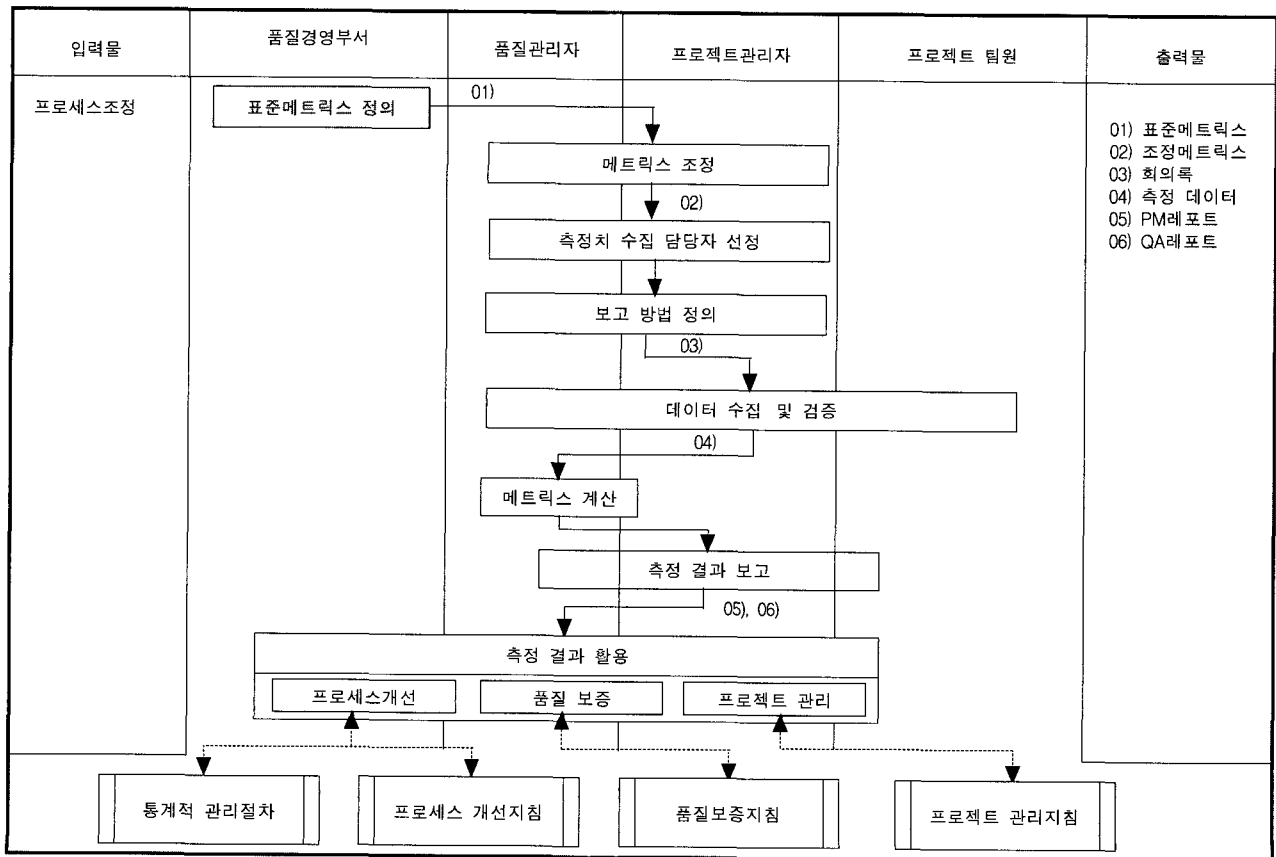 입력물
품질경영부서
품질관리자
프로젝트관리자
프로젝트 팀원
출력물
프로세스조정
표준메트릭스 정의
01)
메트릭스 조정
02)
측정치 수집 담당자 선정
보고 방법 정의
03)
데이터 수집 및 검증
04)
메트릭스 계산
측정 결과 보고
05), 06)
측정 결과 활용
프로세스개선
품질 보증
프로젝트 관리
통계적 관리절차
프로세스 개선지침
품질보증지침
프로젝트 관리지침
01) 표준메트릭스
02) 조정메트릭스
03) 회의록
04) 측정 데이터
05) PM레포트
06) QA레포트